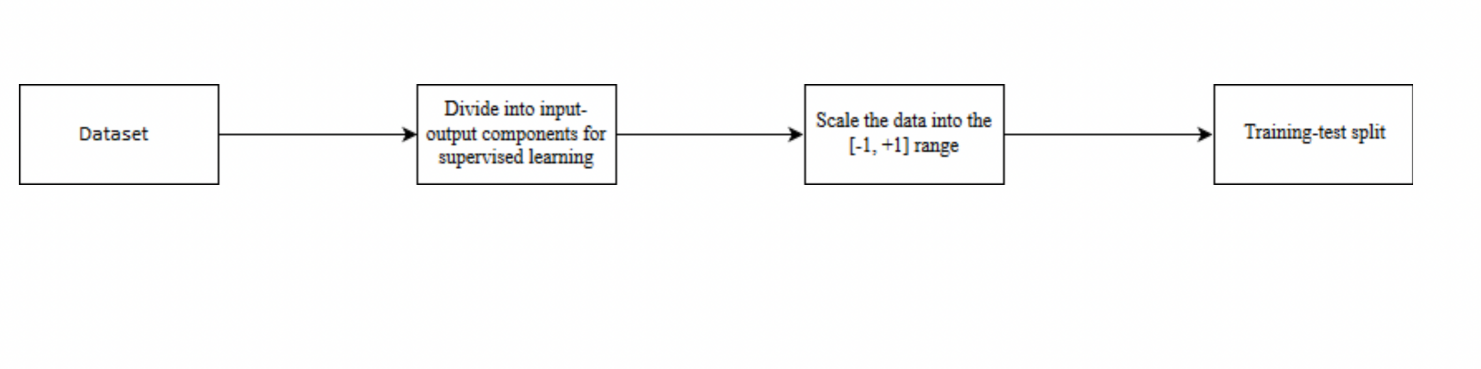 Dataset
Divide into input-
output components for
supervised learning
Scale the data into the
[-1, +1] range
Training-test split